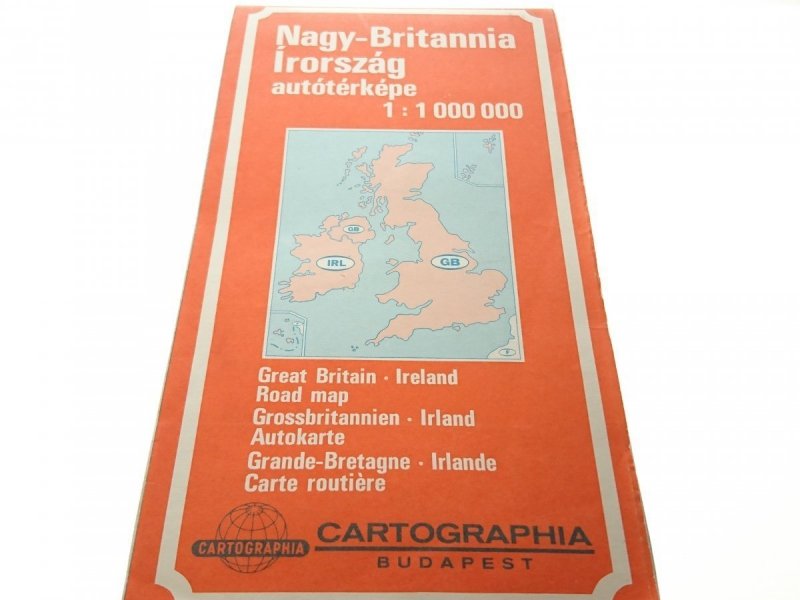 Nagy-Britannia
Írország
autótérképe
1 : 1 000 000
GB
IRL
GB
F
Great Britain · Ireland
Road map
Grossbritannien · Irland
Autokarte
Grande-Bretagne · Irlande
Carte routière
CARTOGRAPHIA
CARTOGRAPHIA
BUDAPEST